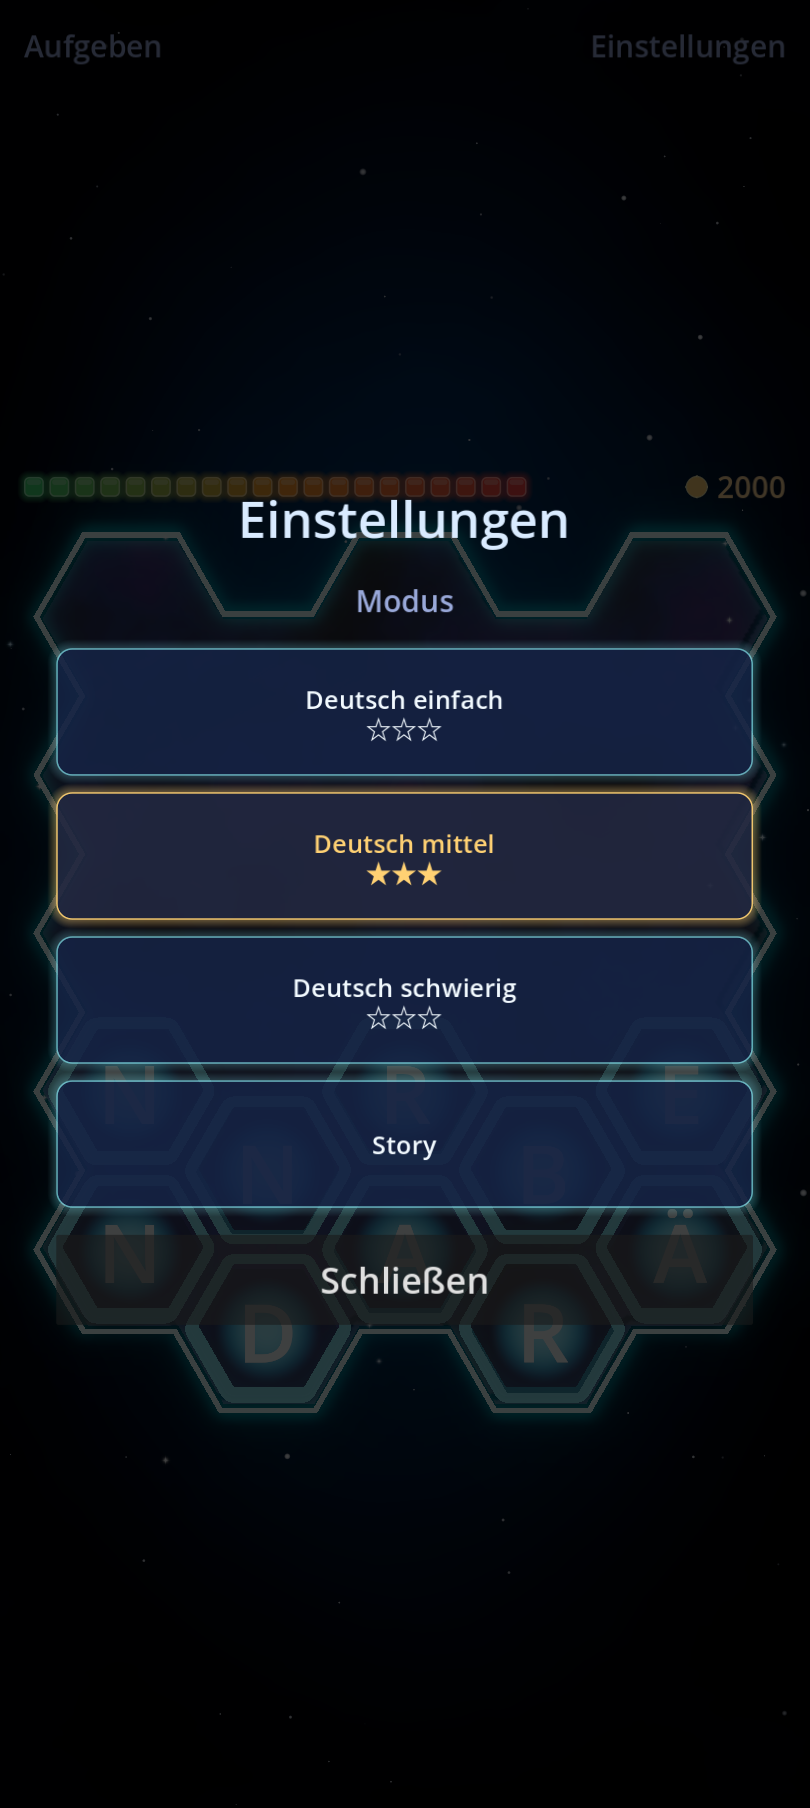 Aufgeben
Einstellungen
2000
Einstellungen
Modus
Deutsch einfach
☆☆☆
Deutsch mittel
★★★
Deutsch schwierig
☆☆☆
N R E
N B
Story
N A Ä
Schließen
D R